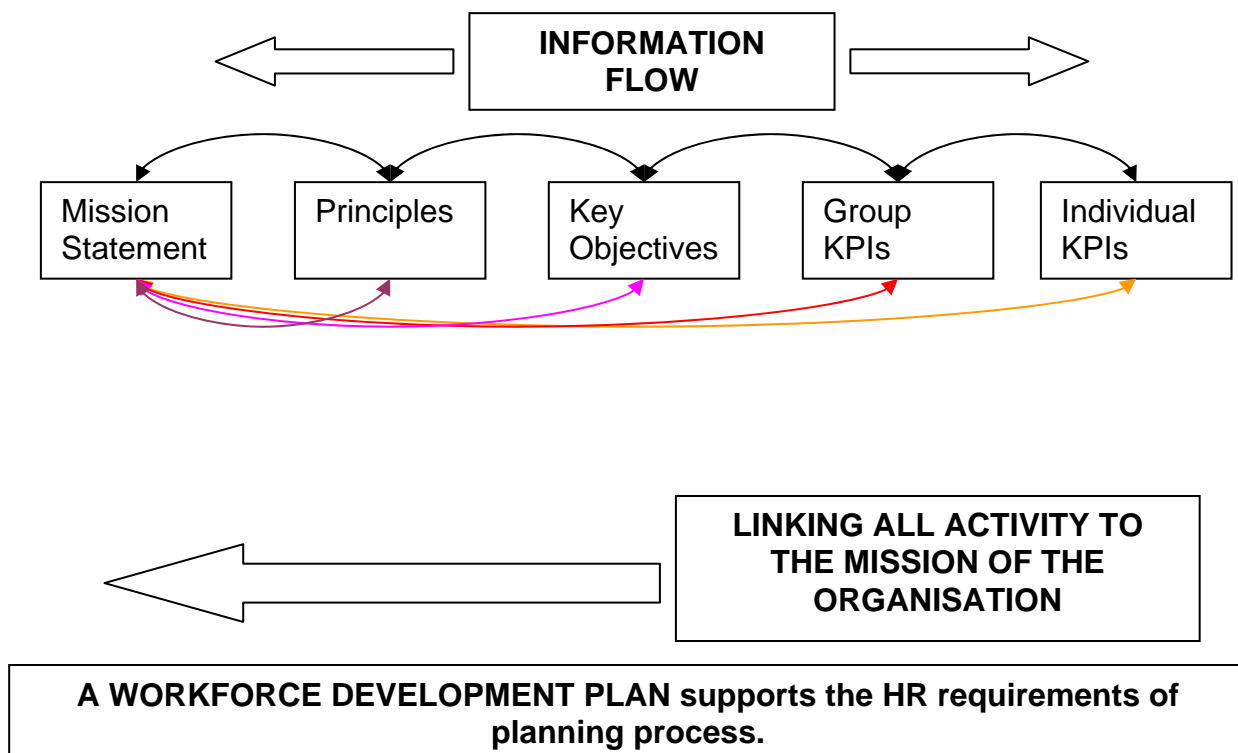 INFORMATION
FLOW
Mission
Statement
Principles
Key
Objectives
Group
KPIs
Individual
KPIs
LINKING ALL ACTIVITY TO
THE MISSION OF THE
ORGANISATION
A WORKFORCE DEVELOPMENT PLAN supports the HR requirements of
planning process.